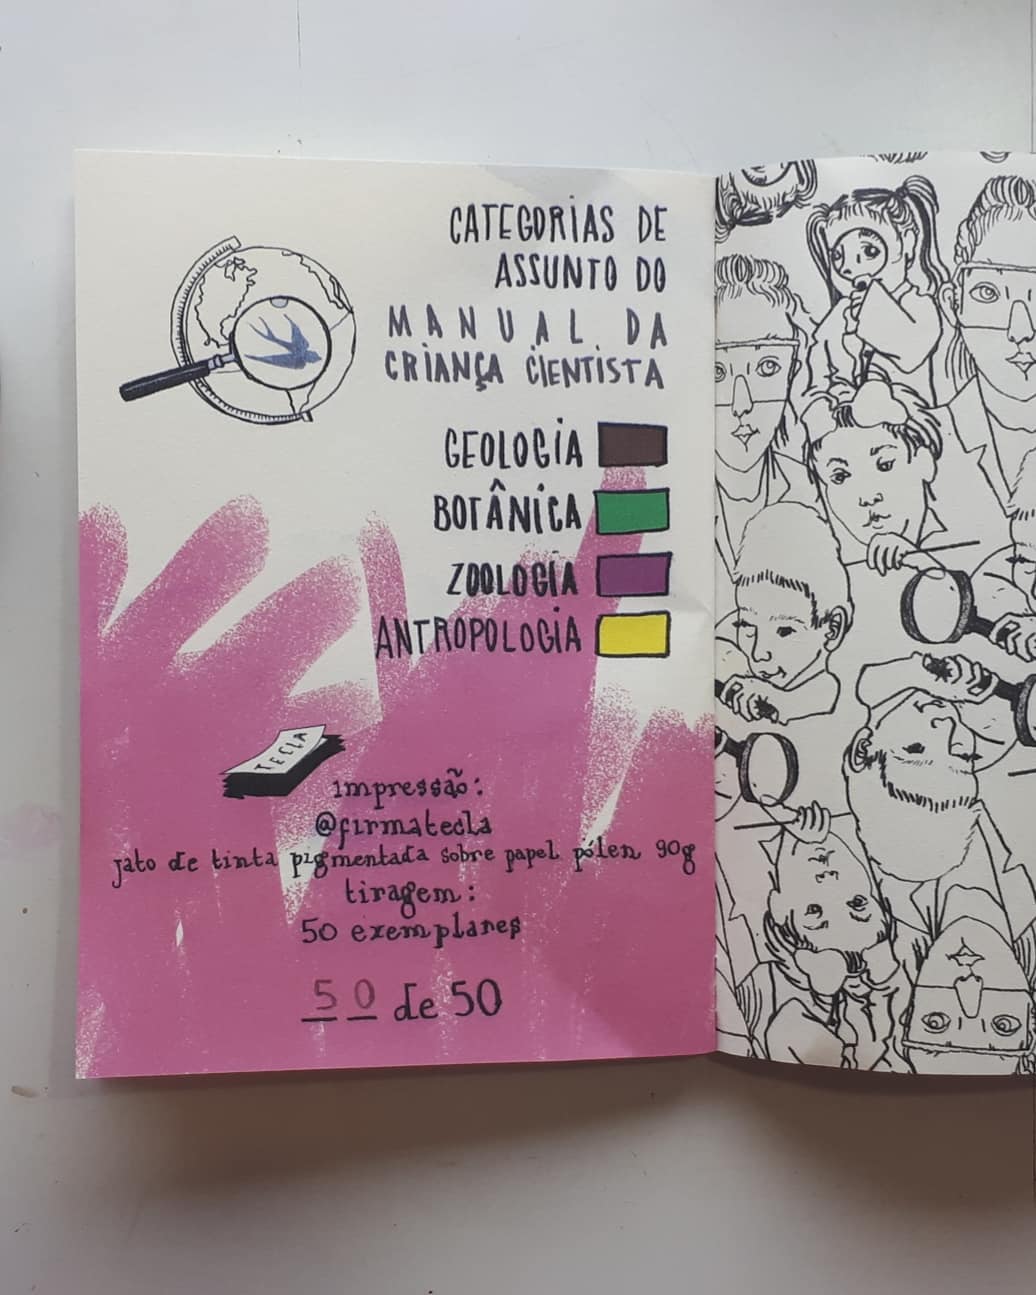 CATEGORIAS DE
ASSUNTO DO
MANUAL DA
CRIANÇA CIENTISTA
GEOLOGIA
BOTÂNICA
ZOOLOGIA
ANTROPOLOGIA
TECLA
impressão:
@firmatecla
jato de tinta pigmentada sobre papel pólen 90g
tiragem:
50 exemplares
50 de 50